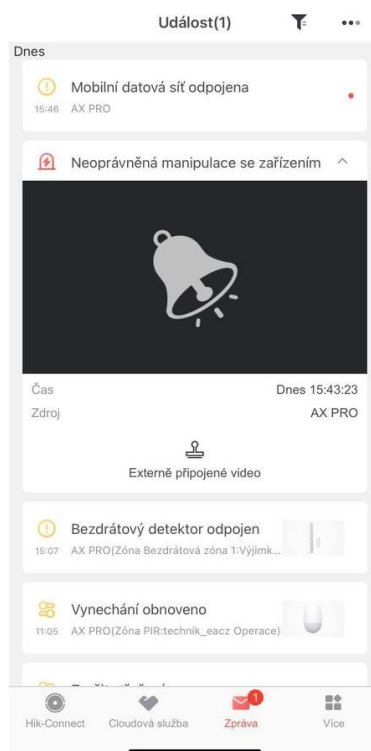 Událost(1)
Dnes
Mobilní datová síť odpojena
15:46 AX PRO
Neoprávněná manipulace se zařízením
Čas Dnes 15:43:23
Zdroj AX PRO
Externě připojené video
Bezdrátový detektor odpojen
15:07 AX PRO(Zóna Bezdrátová zóna 1:Výjimk...
Vynechání obnoveno
11:05 AX PRO(Zóna PIR:technik_eacz Operace)
1
Hik-Connect Cloudová služba Zpráva Více